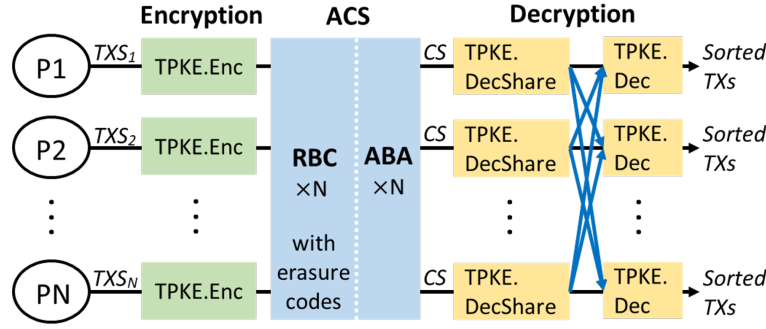 Encryption ACS Decryption
P1 TXS1 TPKE.Enc CS TPKE. DecShare TPKE. Dec Sorted TXs
P2 TXS2 TPKE.Enc RBC ×N ABA ×N CS TPKE. DecShare TPKE. Dec Sorted TXs
with
erasure
codes
PN TXSN TPKE.Enc CS TPKE. DecShare TPKE. Dec Sorted TXs